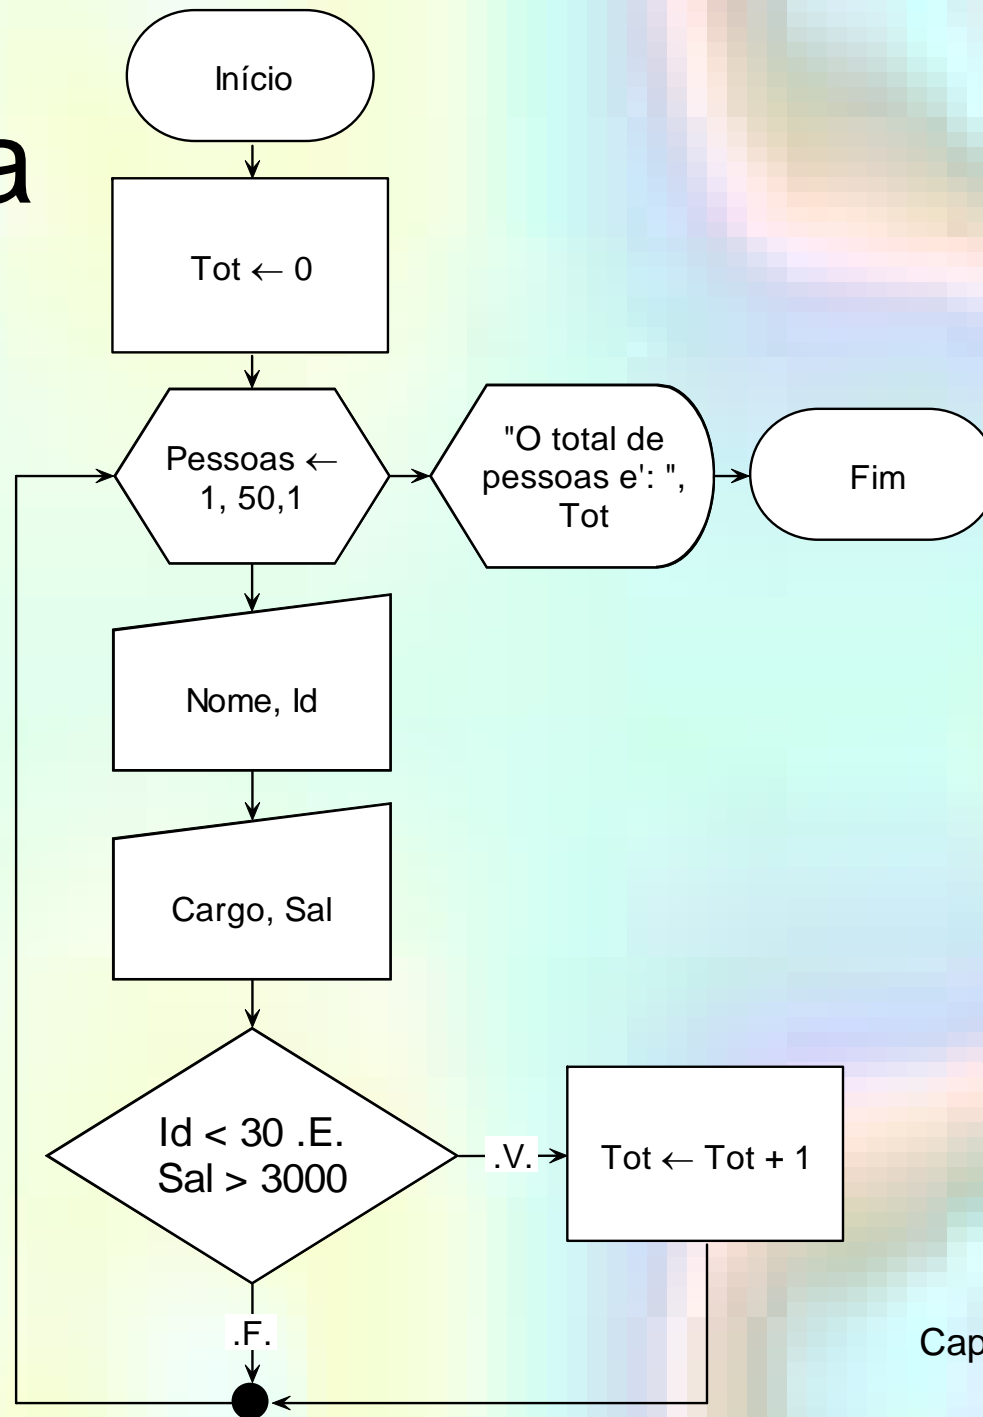 Início
a
Tot ← 0
Pessoas ←
1, 50,1
"O total de
pessoas e': ",
Tot
Fim
Nome, Id
Cargo, Sal
Id < 30 .E.
Sal > 3000
.V.
Tot ← Tot + 1
.F.
Cap